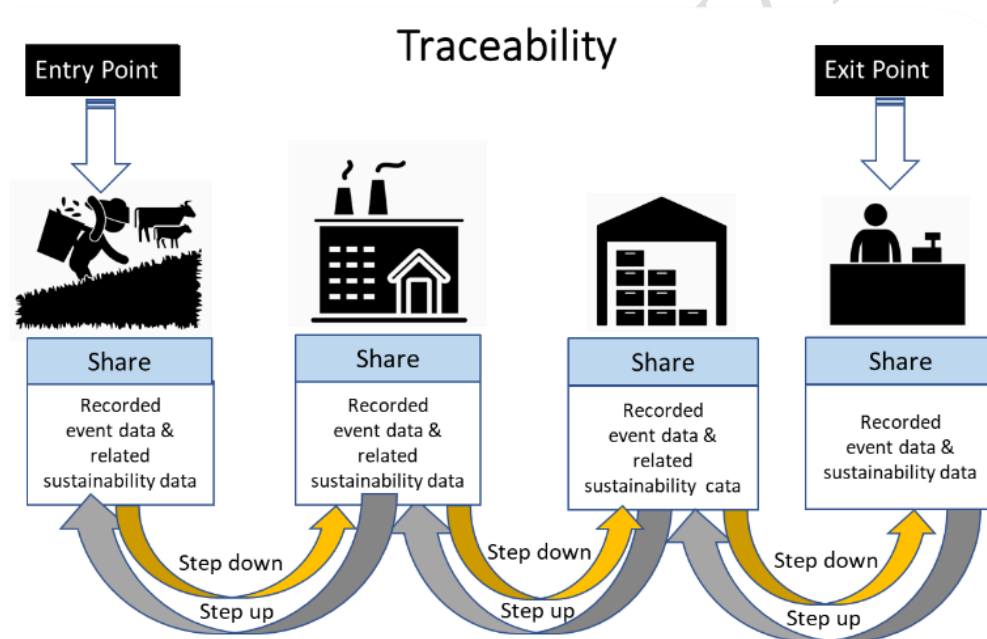 Traceability
Entry Point
Exit Point
Share
Recorded
event data &
related
sustainability data
Share
Recorded
event data &
related
sustainability data
Share
Recorded
event data &
related
sustainability cata
Share
Recorded
event data &
sustainability data
Step down
Step up
Step down
Step up
Step down
Step up